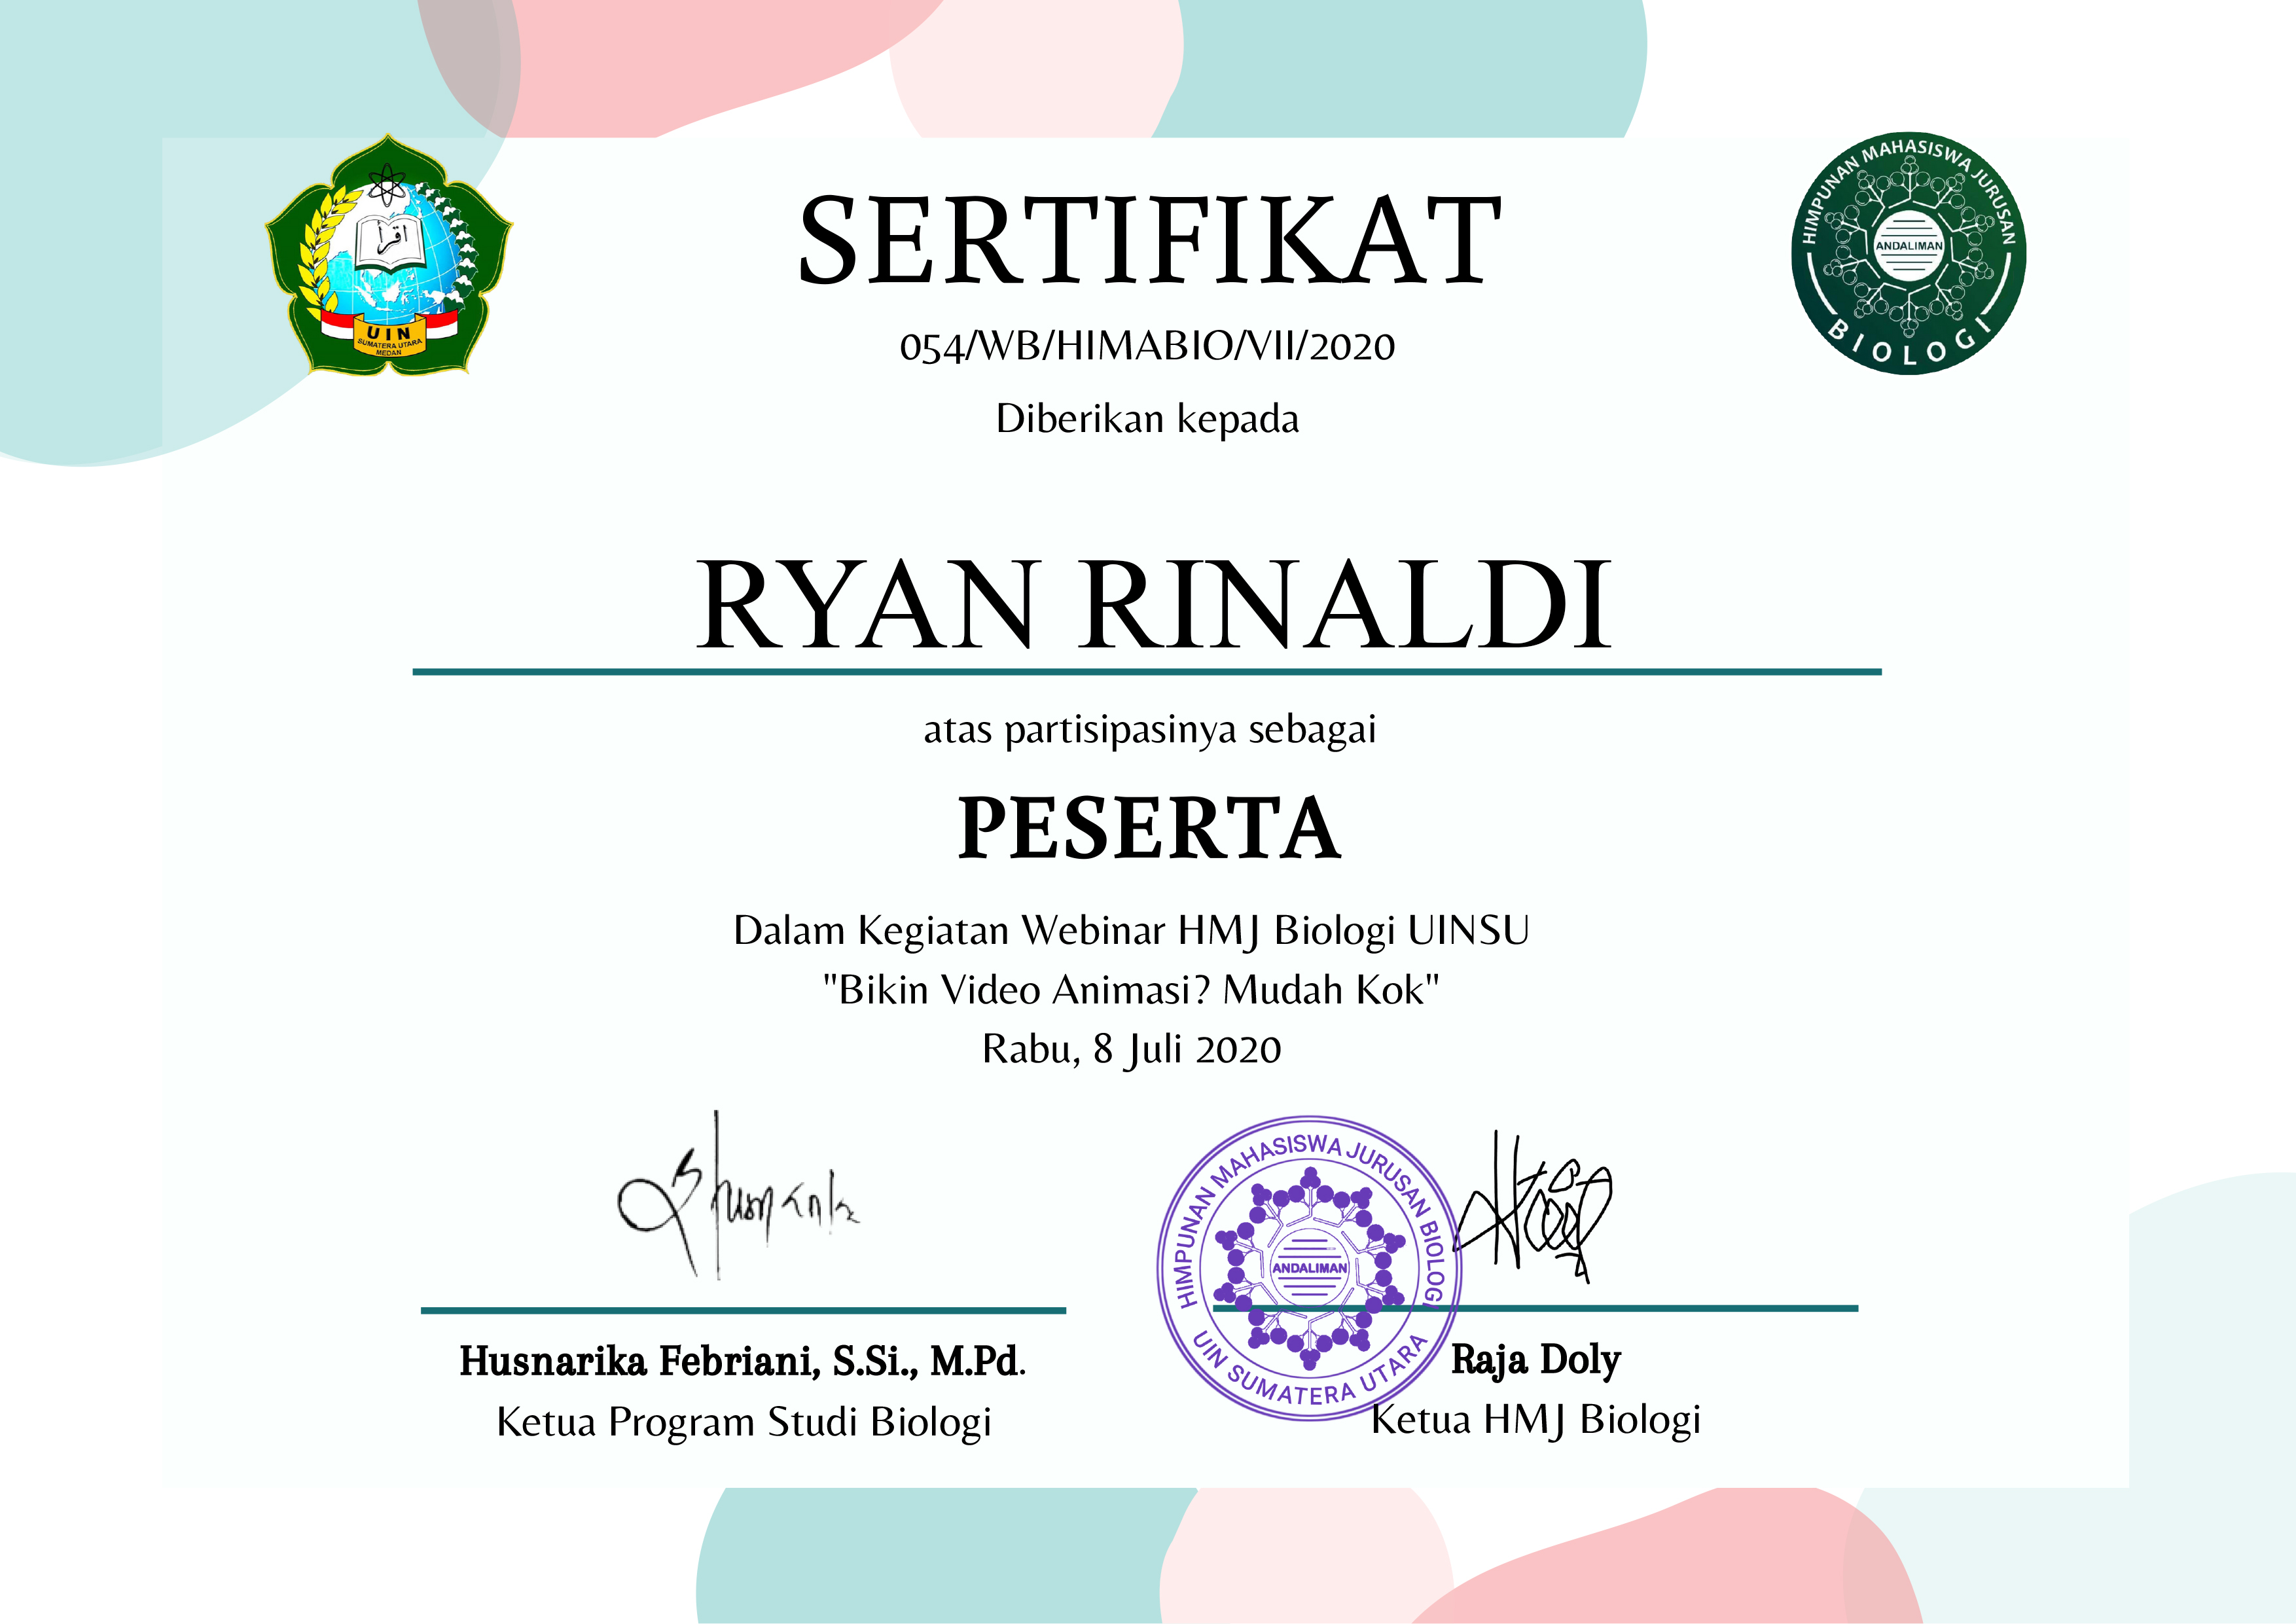 اقرأ
UIN
SUMATERA UTARA
MEDAN
HIMPUNAN MAHASISWA JURUSAN
ANDALIMAN
BIOLOGI
SERTIFIKAT
054/WB/HIMABIO/VII/2020
Diberikan kepada
RYAN RINALDI
atas partisipasinya sebagai
PESERTA
Dalam Kegiatan Webinar HMJ Biologi UINSU
"Bikin Video Animasi? Mudah Kok"
Rabu, 8 Juli 2020
HIMPUNAN MAHASISWA JURUSAN BIOLOGI
ANDALIMAN
UIN SUMATERA UTARA
Husnarika Febriani, S.Si., M.Pd.
Ketua Program Studi Biologi
Raja Doly
Ketua HMJ Biologi